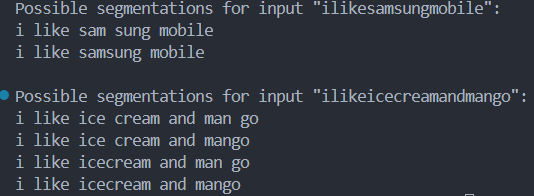 Possible segmentations for input "ilikesamsungmobile":
i like sam sung mobile
i like samsung mobile
Possible segmentations for input "ilikeicecreamandmango":
i like ice cream and man go
i like ice cream and mango
i like icecream and man go
i like icecream and mango